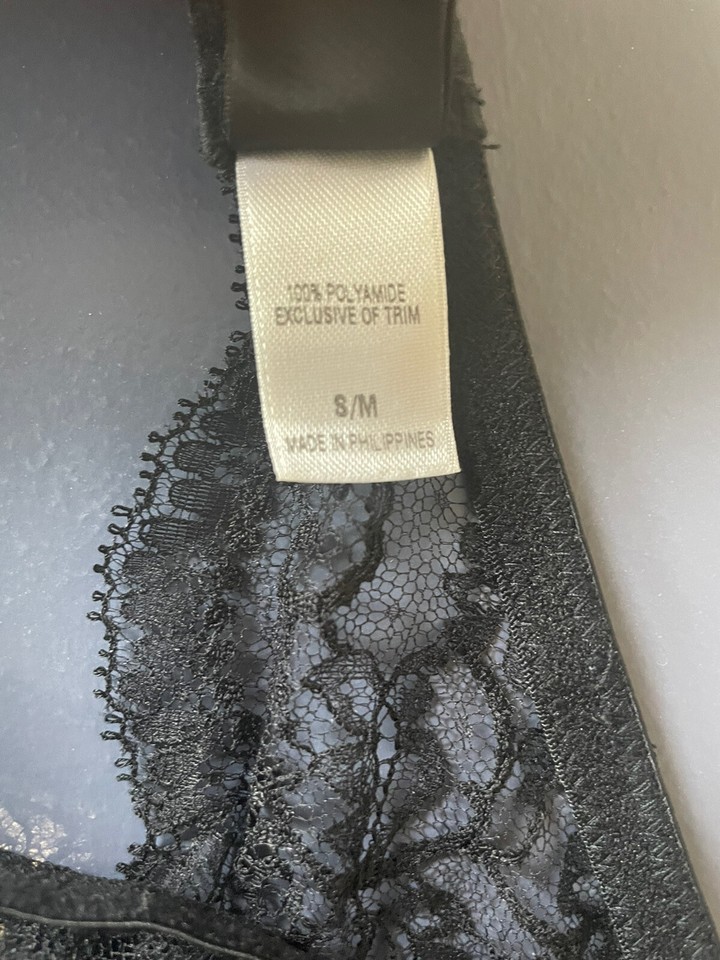 100% POLYAMIDE
EXCLUSIVE OF TRIM
S/M
MADE IN PHILIPPINES